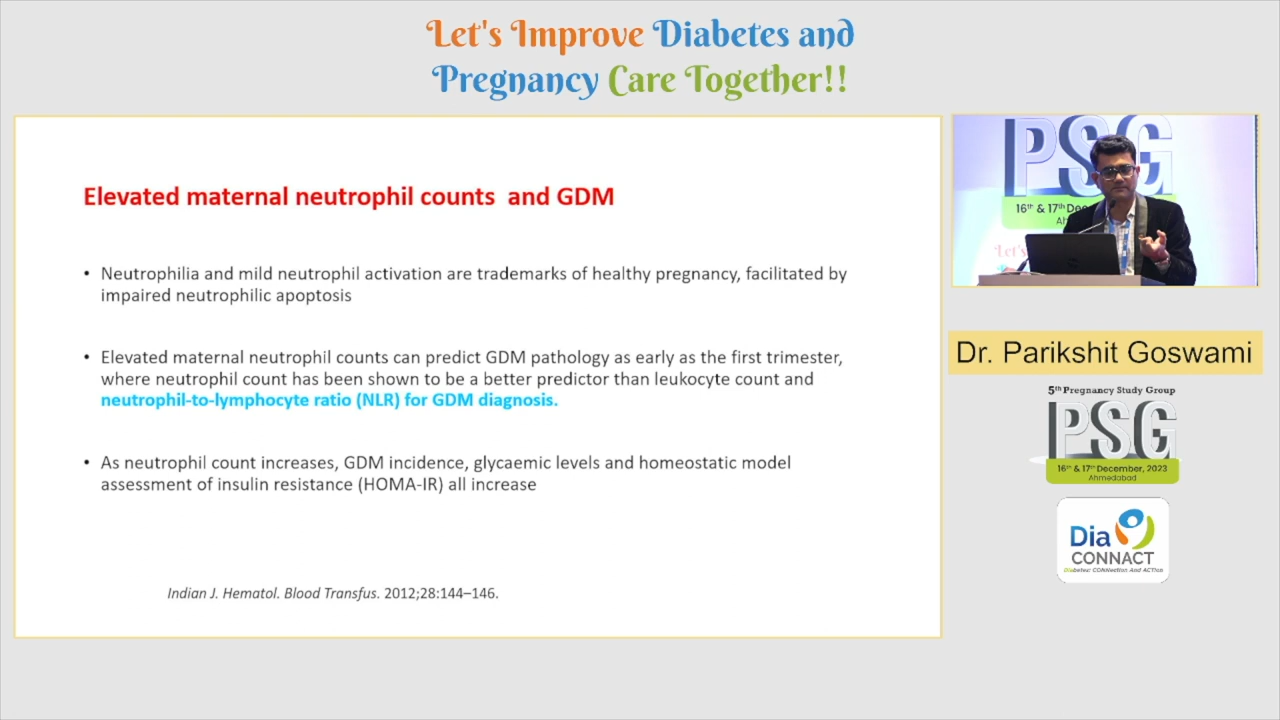 Let's Improve Diabetes and
Pregnancy Care Together!!
Elevated maternal neutrophil counts and GDM
• Neutrophilia and mild neutrophil activation are trademarks of healthy pregnancy, facilitated by
impaired neutrophilic apoptosis
• Elevated maternal neutrophil counts can predict GDM pathology as early as the first trimester,
where neutrophil count has been shown to be a better predictor than leukocyte count and
neutrophil-to-lymphocyte ratio (NLR) for GDM diagnosis.
• As neutrophil count increases, GDM incidence, glycaemic levels and homeostatic model
assessment of insulin resistance (HOMA-IR) all increase
Indian J. Hematol. Blood Transfus. 2012;28:144–146.
PSG
16th & 17th Dec
Let's
Dr. Parikshit Goswami
5th Pregnancy Study Group
PSG
16th & 17th December, 2023
Ahmedabad
Dia
CONNACT
Diabetes: CONNection And ACTion